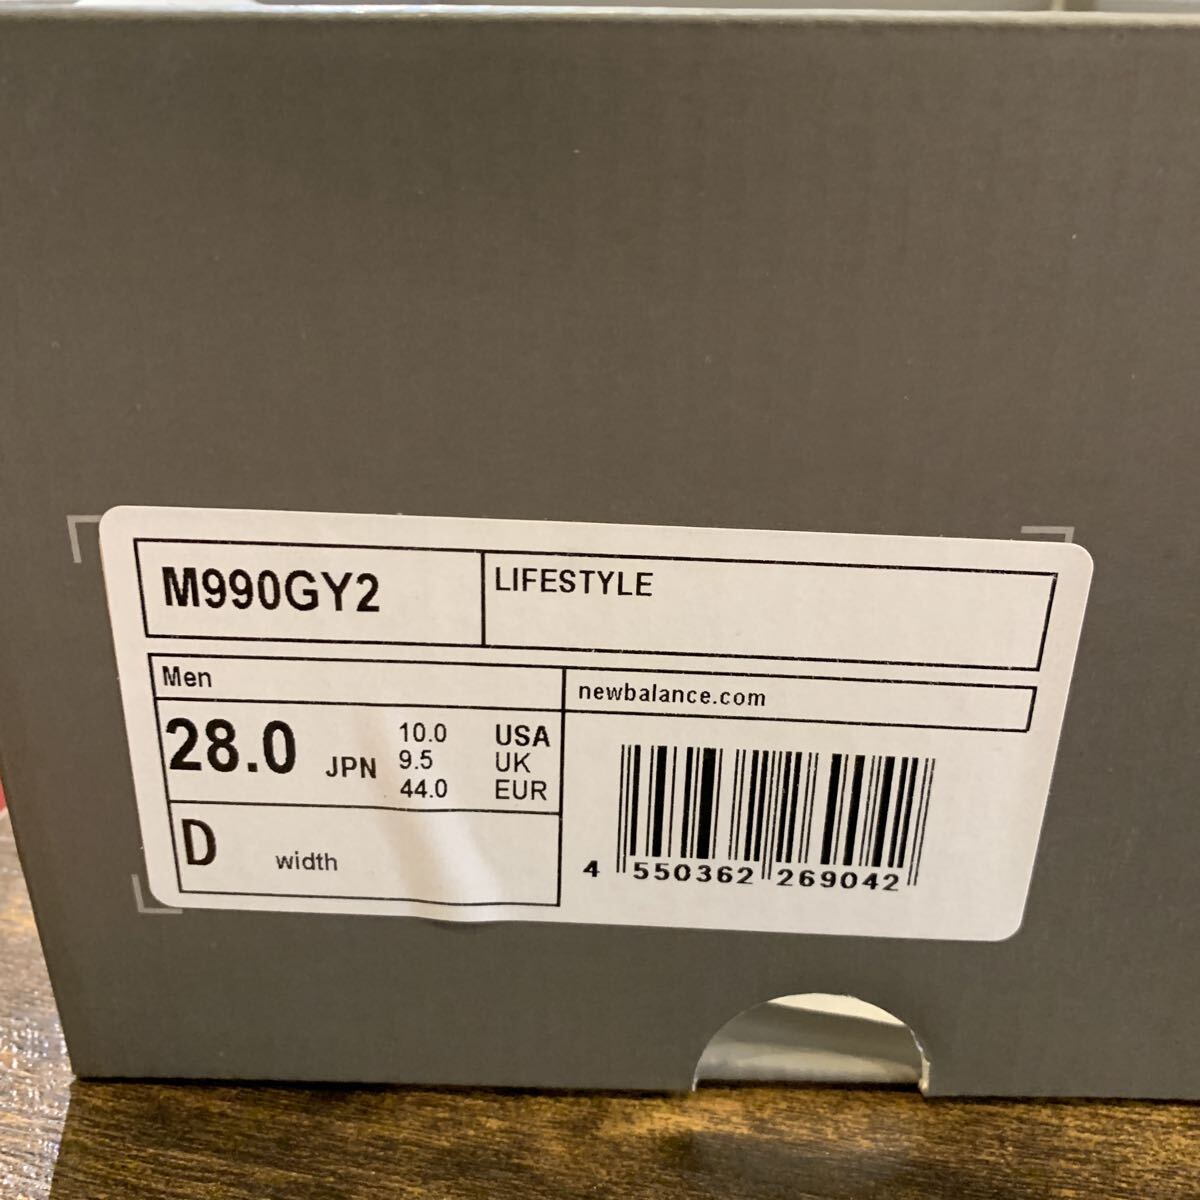 M990GY2
LIFESTYLE
Men
newbalance.com
28.0 JPN
10.0 USA
9.5 UK
44.0 EUR
D width
4 550362 269042